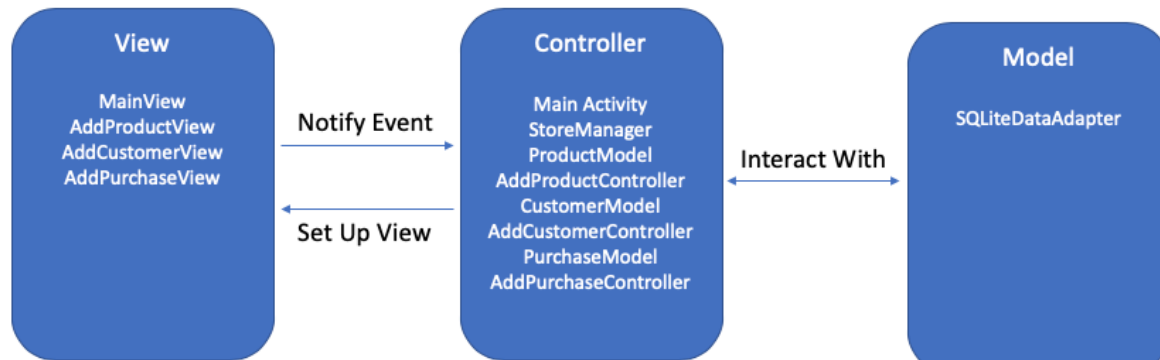 View
MainView
AddProductView
AddCustomerView
AddPurchaseView
Notify Event
Set Up View
Controller
Main Activity
StoreManager
ProductModel
AddProductController
CustomerModel
AddCustomerController
PurchaseModel
AddPurchaseController
Interact With
Model
SQLiteDataAdapter